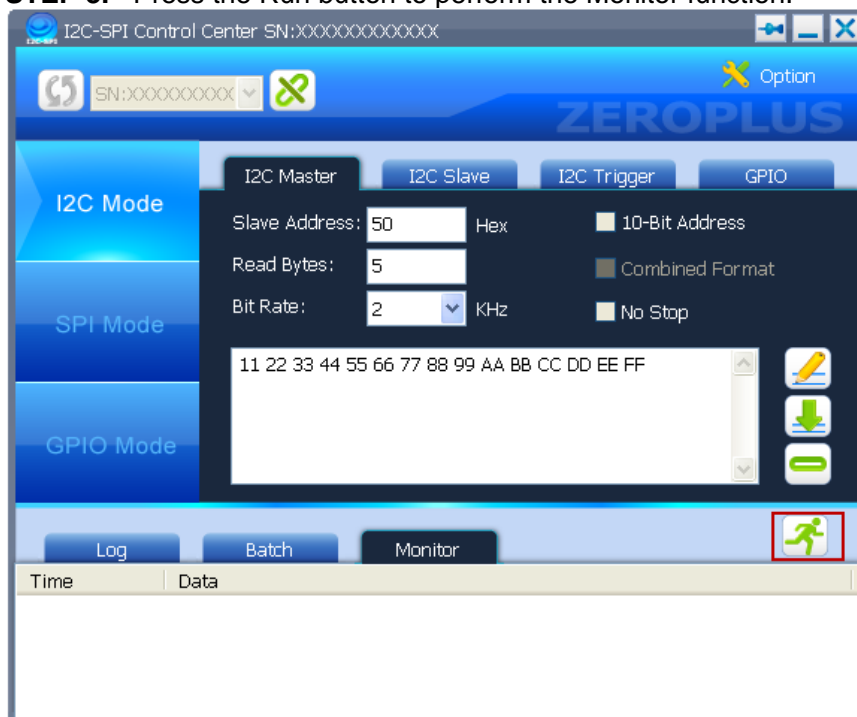 Press the Run button to perform the Monitor function.
I2C-SPI Control Center SN:XXXXXXXXXXXXX
Option
SN:XXXXXXXXX
ZEROPLUS
I2C Master I2C Slave I2C Trigger GPIO
I2C Mode
Slave Address: 50 Hex 10-Bit Address
Read Bytes: 5 Combined Format
Bit Rate: 2 KHz No Stop
SPI Mode
11 22 33 44 55 66 77 88 99 AA BB CC DD EE FF
GPIO Mode
Log Batch Monitor
Time Data